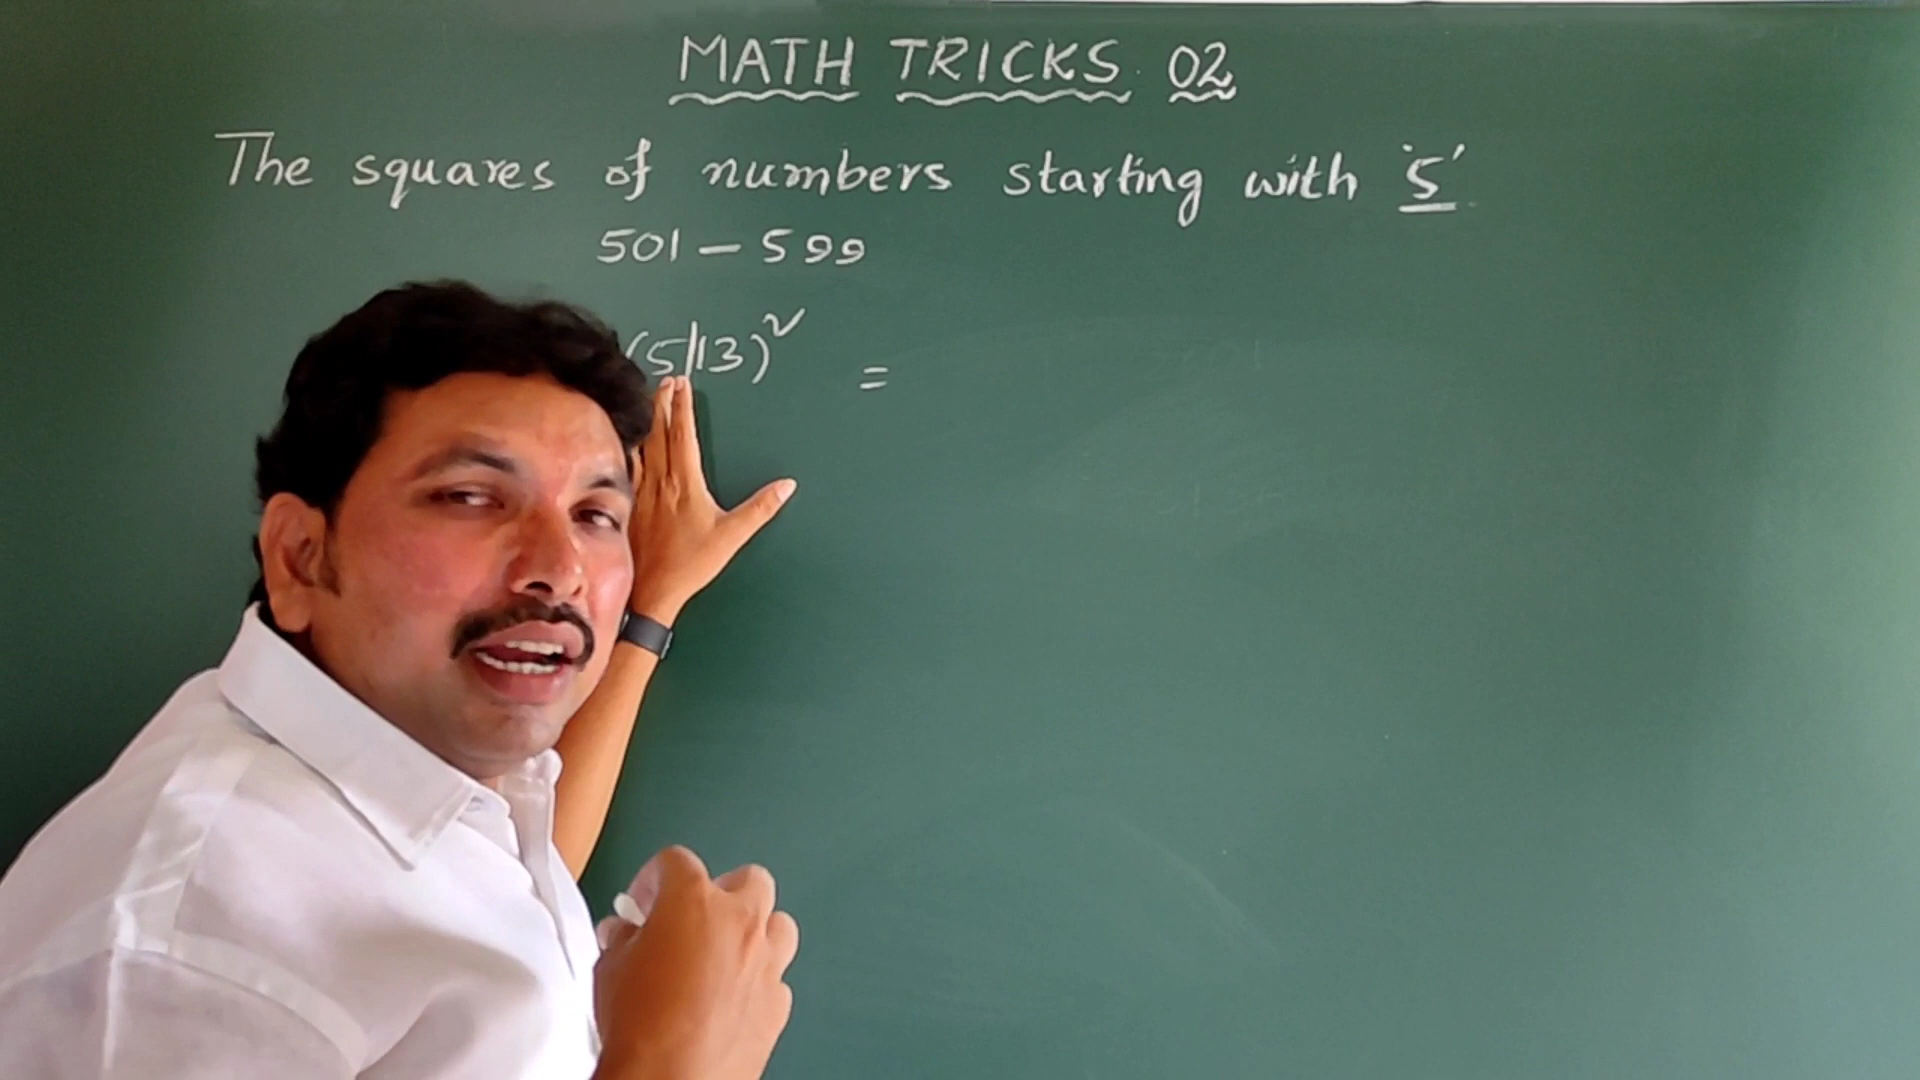 MATH TRICKS 02
The squares of numbers starting with '5'
501 - 599
(5/13)² =